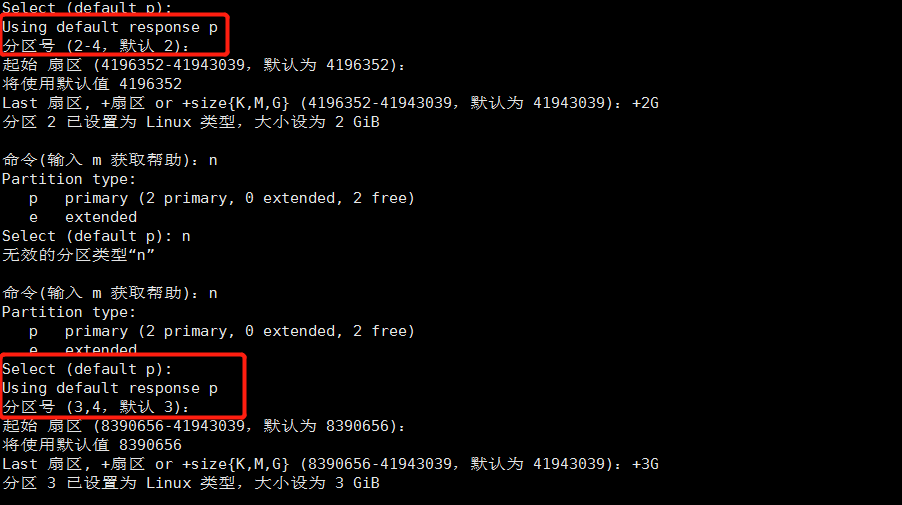 Select (default p):
Using default response p
分区号 (2-4，默认 2)：
起始 扇区 (4196352-41943039，默认为 4196352)：
将使用默认值 4196352
Last 扇区, +扇区 or +size{K,M,G} (4196352-41943039，默认为 41943039)：+2G
分区 2 已设置为 Linux 类型，大小设为 2 GiB
命令(输入 m 获取帮助)：n
Partition type:
   p   primary (2 primary, 0 extended, 2 free)
   e   extended
Select (default p): n
无效的分区类型“n”
命令(输入 m 获取帮助)：n
Partition type:
   p   primary (2 primary, 0 extended, 2 free)
   e   extended
Select (default p):
Using default response p
分区号 (3,4，默认 3)：
起始 扇区 (8390656-41943039，默认为 8390656)：
将使用默认值 8390656
Last 扇区, +扇区 or +size{K,M,G} (8390656-41943039，默认为 41943039)：+3G
分区 3 已设置为 Linux 类型，大小设为 3 GiB